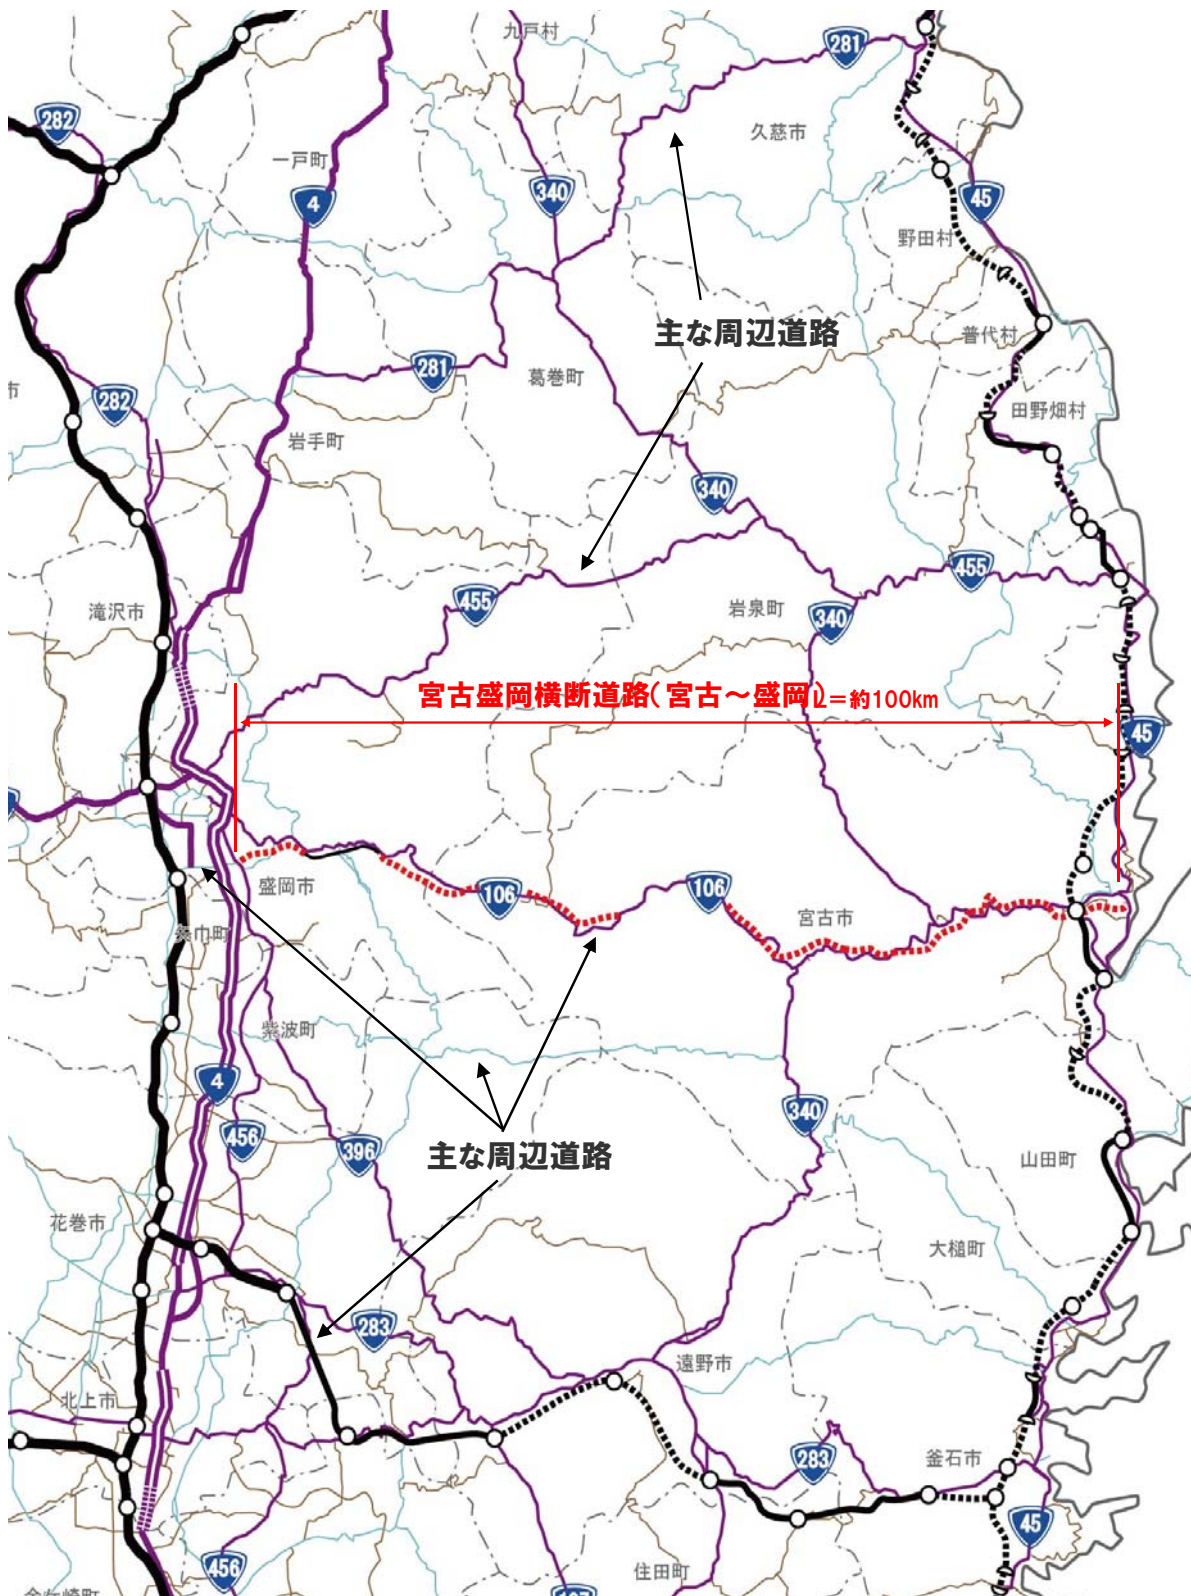 九戸村
281
282
久慈市
一戸町
340
4
45
野田村
主な周辺道路
普代村
281
葛巻町
282
田野畑村
市
岩手町
340
455
455
滝沢市
岩泉町
340
宮古盛岡横断道路(宮古～盛岡)L=約100km
45
盛岡市
106
106
宮古市
矢巾町
紫波町
4
340
456
396
主な周辺道路
山田町
花巻市
大槌町
283
遠野市
北上市
283
釜石市
45
456
住田町